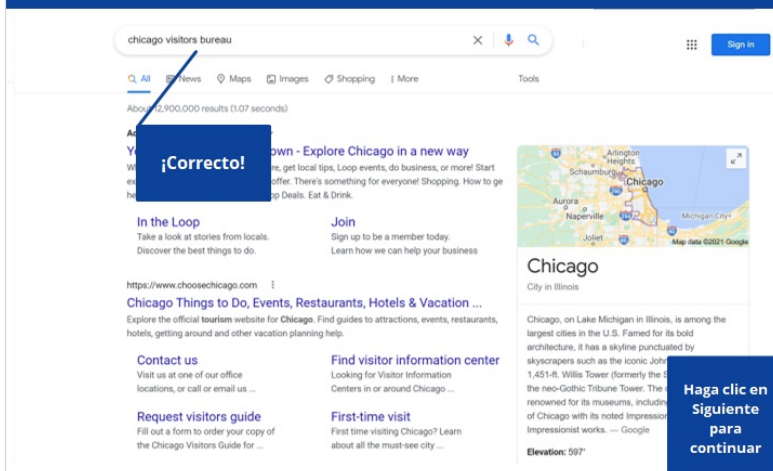 chicago visitors bureau
Sign in
All News Maps Images Shopping More Tools
About 12,900,000 results (1.07 seconds)
¡Correcto!
own - Explore Chicago in a new way
re, get local tips, Loop events, do business, or more! Start
offer. There's something for everyone! Shopping. How to ge
op Deals. Eat & Drink.
In the Loop
Take a look at stories from locals.
Discover the best things to do.
Join
Sign up to be a member today.
Learn how we can help your business
https://www.choosechicago.com
Chicago Things to Do, Events, Restaurants, Hotels & Vacation ...
Explore the official tourism website for Chicago. Find guides to attractions, events, restaurants,
hotels, getting around and other vacation planning help.
Contact us
Visit us at one of our office
locations, or call or email us ...
Find visitor information center
Looking for Visitor Information
Centers in or around Chicago ...
Request visitors guide
Fill out a form to order your copy of
the Chicago Visitors Guide for ...
First-time visit
First time visiting Chicago? Learn
about all the must-see city ...
Arlington
Heights
Schaumburg
Chicago
Aurora
Naperville
Michigan City
Joliet
Map data ©2021 Google
Chicago
City in Illinois
Chicago, on Lake Michigan in Illinois, is among the
largest cities in the U.S. Famed for its bold
architecture, it has a skyline punctuated by
skyscrapers such as the iconic John
1,451-ft. Willis Tower (formerly the S
the neo-Gothic Tribune Tower. The c
renowned for its museums, including
of Chicago with its noted Impression
Impressionist works. — Google
Elevation: 597'
Haga clic en
Siguiente
para
continuar